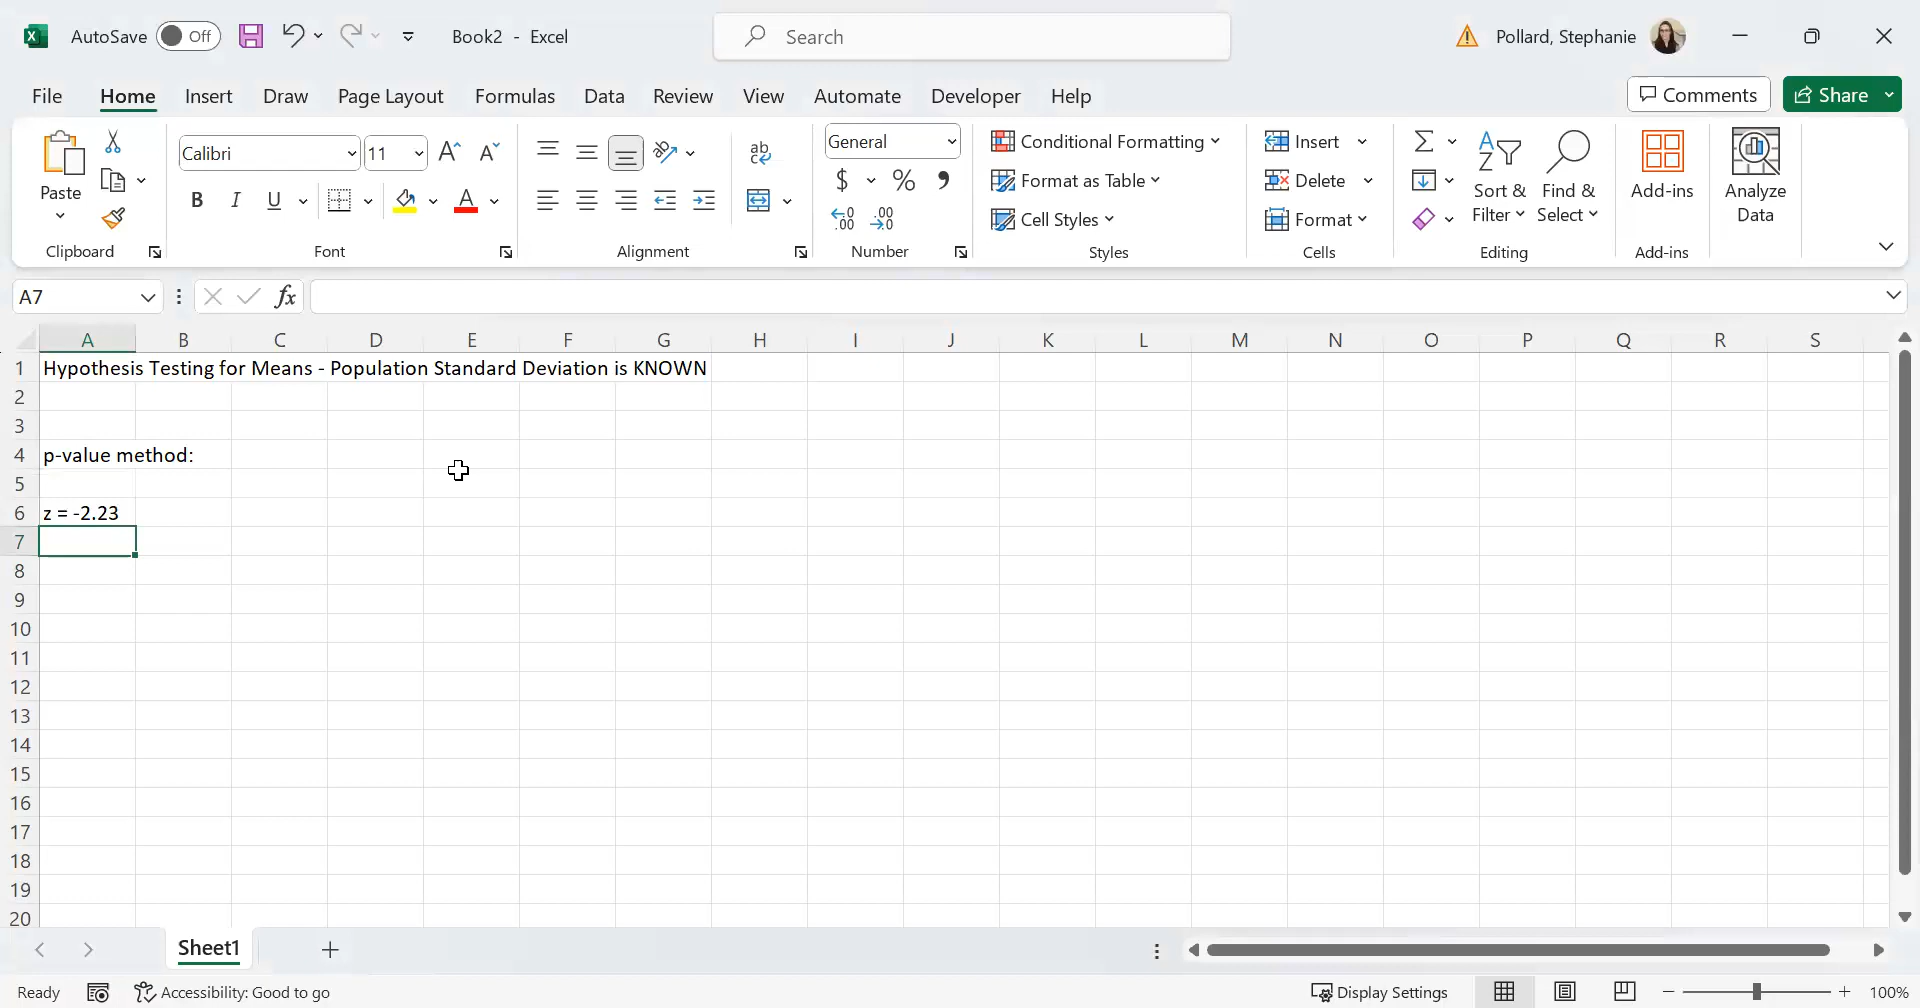 AutoSave Off Book2 - Excel Search Pollard, Stephanie
File Home Insert Draw Page Layout Formulas Data Review View Automate Developer Help Comments Share
Calibri 11 General Conditional Formatting Insert
Paste B I U $ % , Format as Table Delete Sort & Filter Find & Select Add-ins Analyze Data
Cell Styles Format
Clipboard Font Alignment Number Styles Cells Editing Add-ins
A7 fx
A B C D E F G H I J K L M N O P Q R S
1 Hypothesis Testing for Means - Population Standard Deviation is KNOWN
2
3
4 p-value method:
5
6 z = -2.23
7
8
9
10
11
12
13
14
15
16
17
18
19
20
Sheet1
Ready Accessibility: Good to go Display Settings 100%